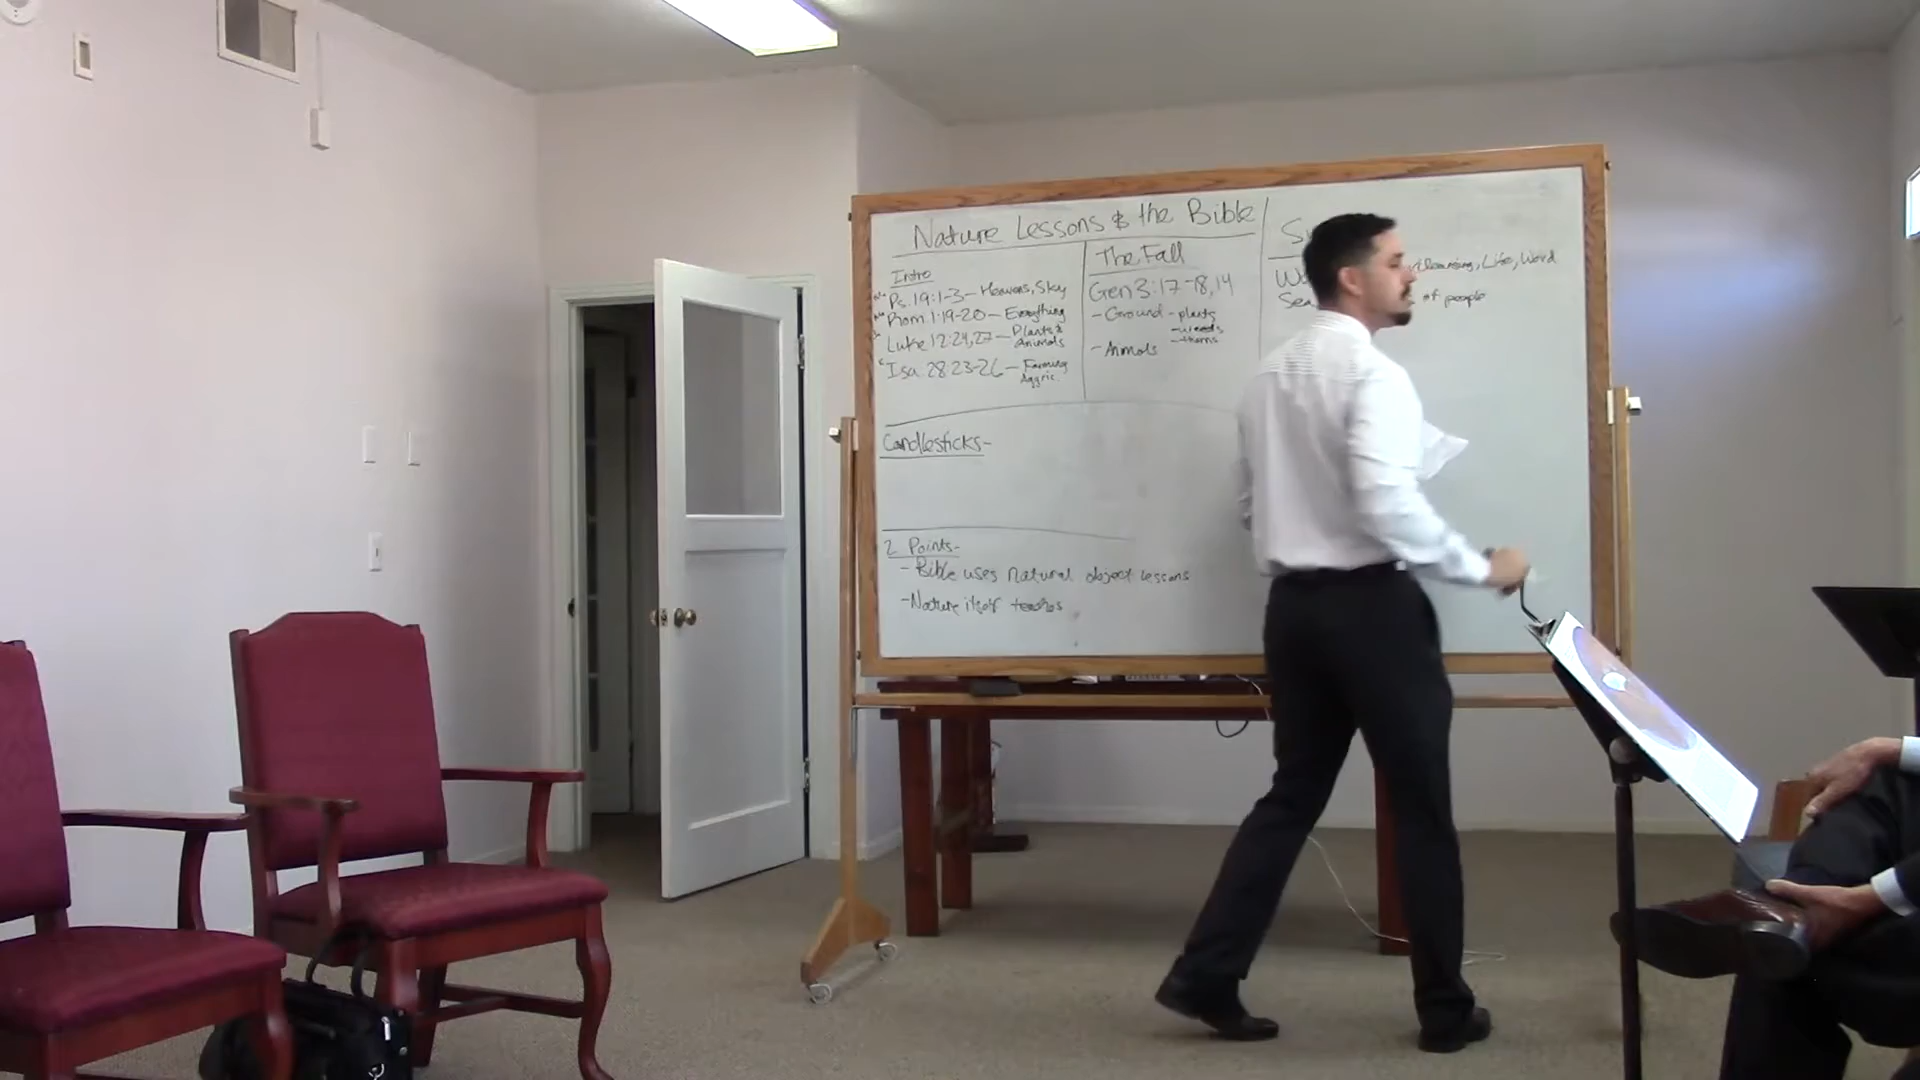 Nature Lessons & the Bible
Intro
Ps. 19:1-3 - Heavens, Sky
Rom. 1:19-20 - Everything
Luke 12:24,27 - Plants & Animals
Isa. 28:23-26 - Farming
Aggric.
The Fall
Gen 3:17-18, 14
- Ground - plants
- weeds
- thorns
- Animals
Life, Word
of people
Candlesticks-
2 Points-
- Bible uses natural object lessons
- Nature itself teaches